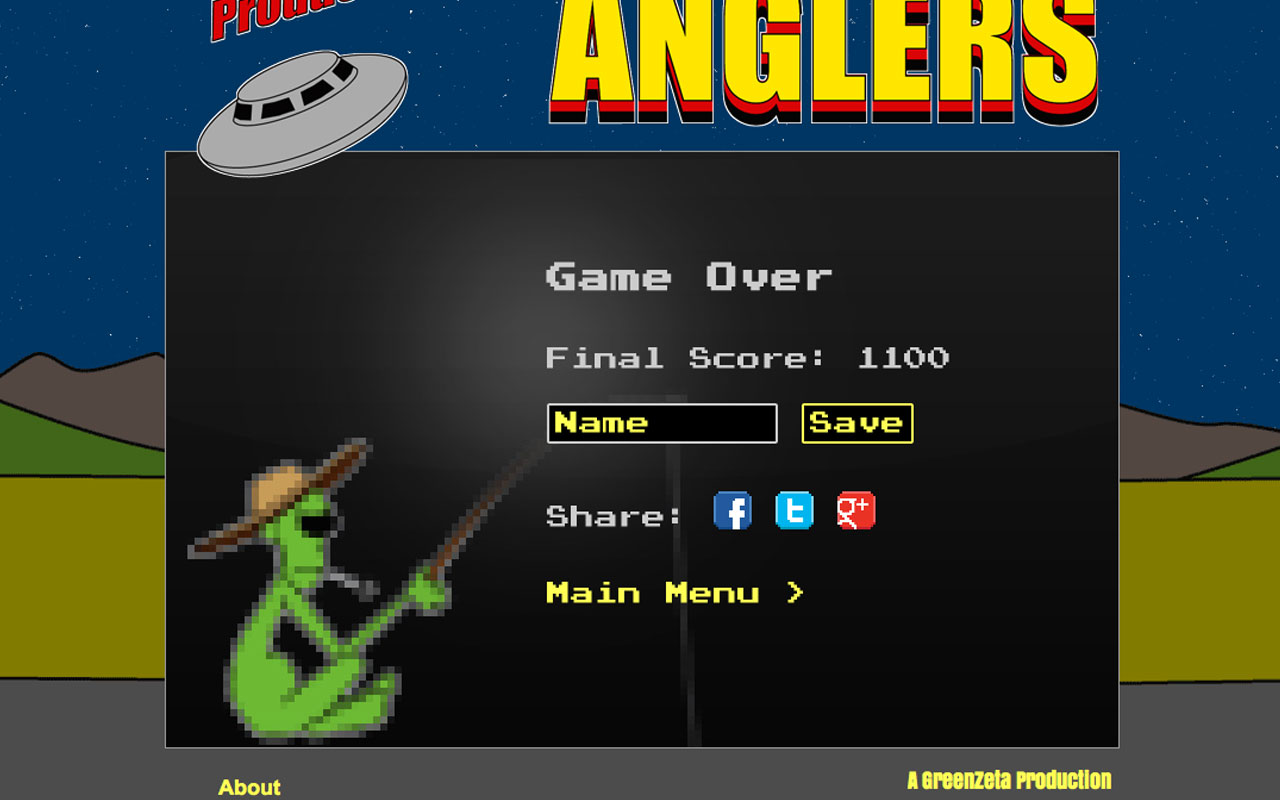 ANGLERS
Game Over
Final Score: 1100
Name
Save
Share: f t g+
Main Menu >
About
A GreenZeta Production